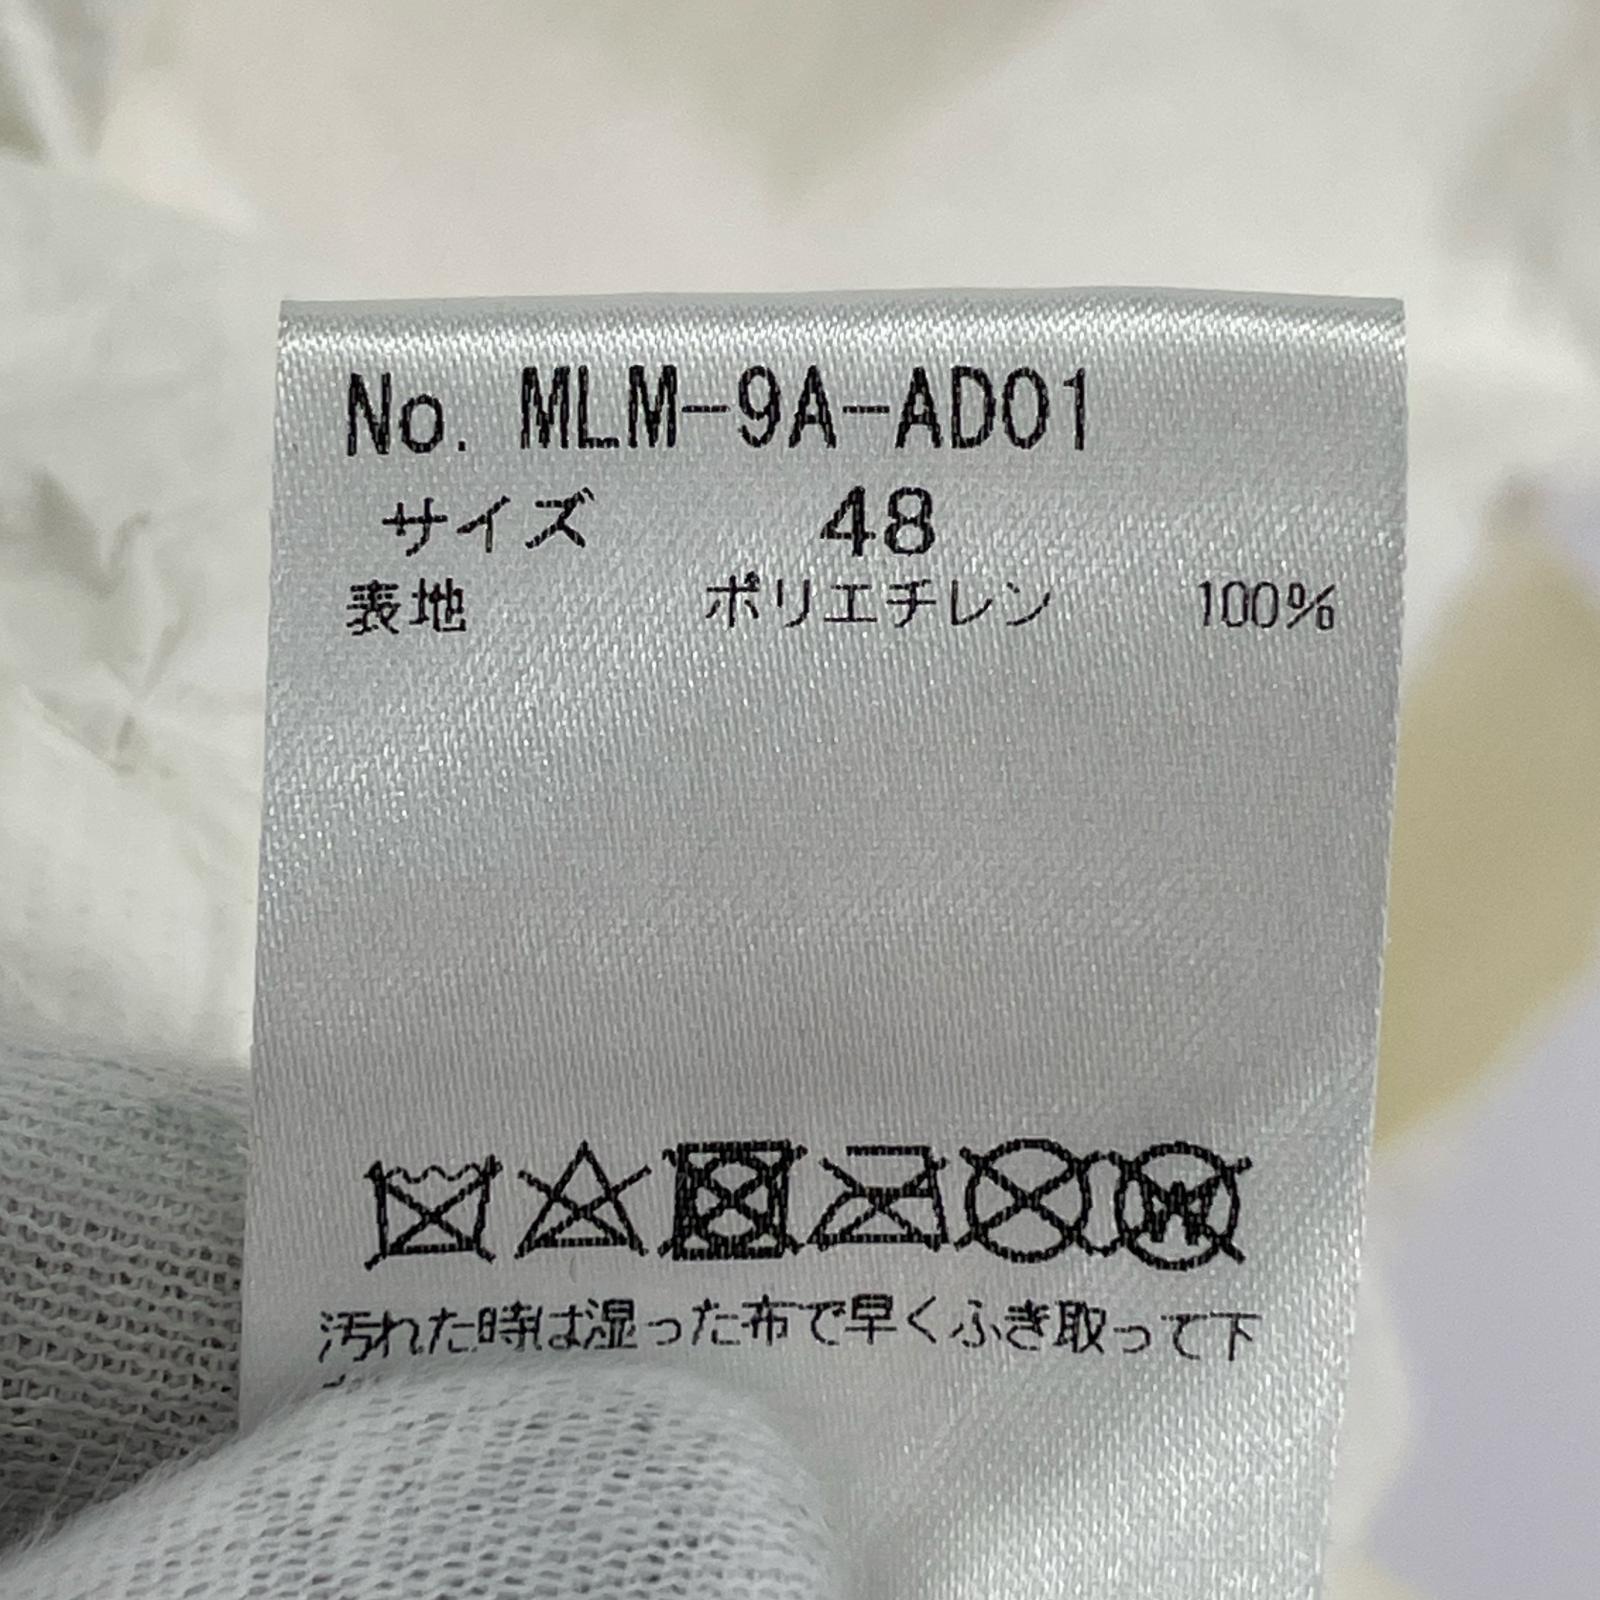 No. MLM-9A-AD01
サイズ 48
表地 ポリエチレン 100%
汚れた時は湿った布で早くふき取って下